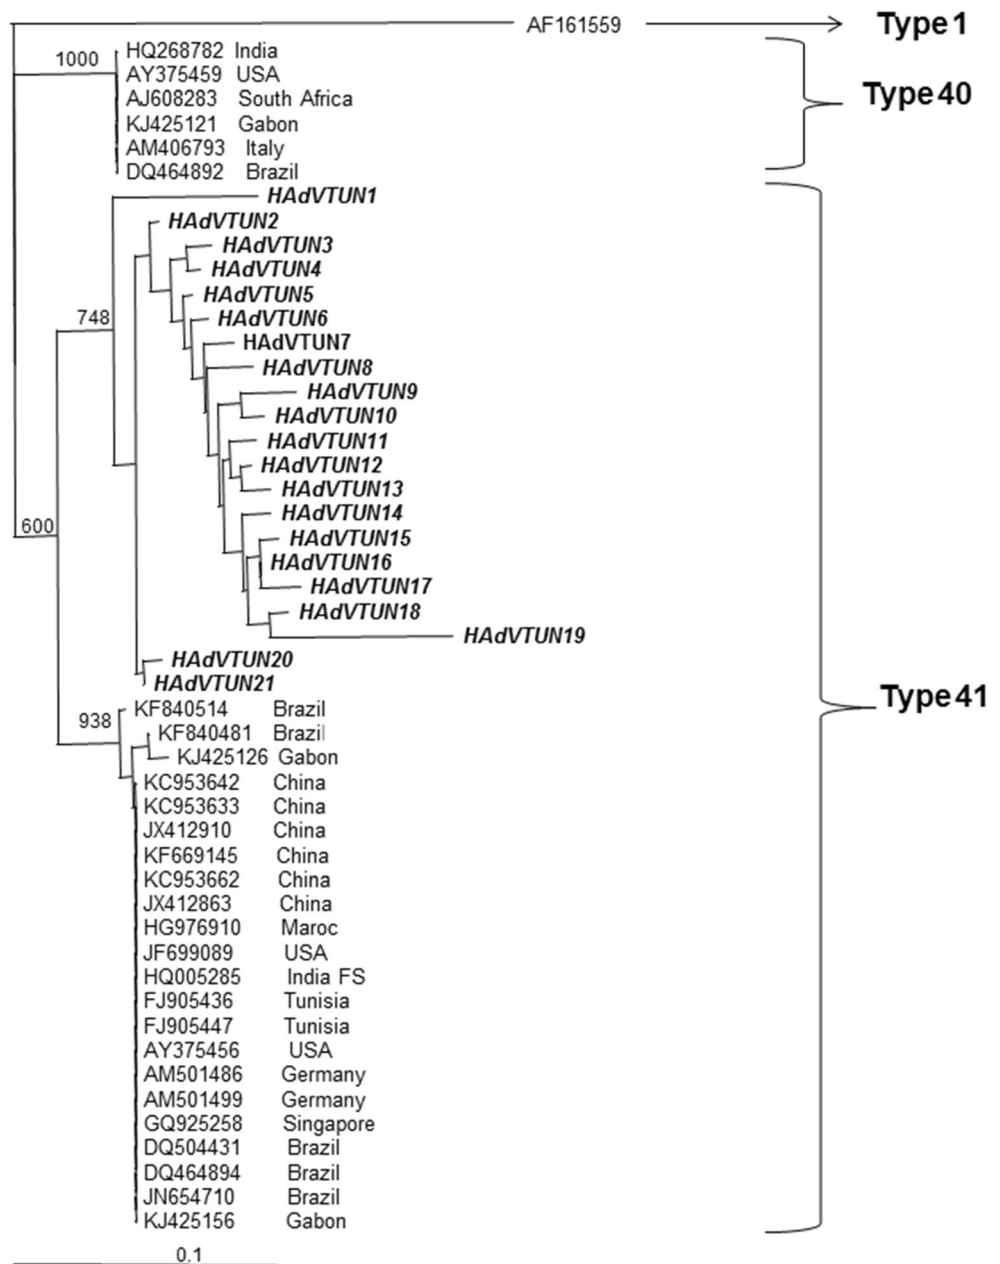 AF161559 Type 1
1000 HQ268782 India
AY375459 USA
AJ608283 South Africa
Type 40
KJ425121 Gabon
AM406793 Italy
DQ464892 Brazil
HAdVTUN1
HAdVTUN2
HAdVTUN3
HAdVTUN4
HAdVTUN5
748 HAdVTUN6
HAdVTUN7
HAdVTUN8
HAdVTUN9
HAdVTUN10
HAdVTUN11
HAdVTUN12
HAdVTUN13
HAdVTUN14
600 HAdVTUN15
HAdVTUN16
HAdVTUN17
HAdVTUN18
HAdVTUN19
HAdVTUN20
HAdVTUN21
Type 41
KF840514 Brazil
938 KF840481 Brazil
KJ425126 Gabon
KC953642 China
KC953633 China
JX412910 China
KF669145 China
KC953662 China
JX412863 China
HG976910 Maroc
JF699089 USA
HQ005285 India FS
FJ905436 Tunisia
FJ905447 Tunisia
AY375456 USA
AM501486 Germany
AM501499 Germany
GQ925258 Singapore
DQ504431 Brazil
DQ464894 Brazil
JN654710 Brazil
KJ425156 Gabon
0.1